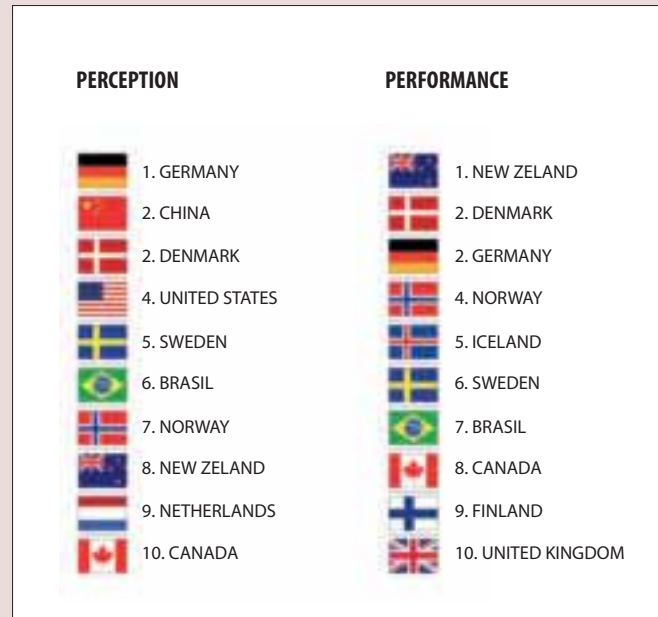 PERCEPTION
1. GERMANY
2. CHINA
2. DENMARK
4. UNITED STATES
5. SWEDEN
6. BRASIL
7. NORWAY
8. NEW ZELAND
9. NETHERLANDS
10. CANADA
PERFORMANCE
1. NEW ZELAND
2. DENMARK
2. GERMANY
4. NORWAY
5. ICELAND
6. SWEDEN
7. BRASIL
8. CANADA
9. FINLAND
10. UNITED KINGDOM